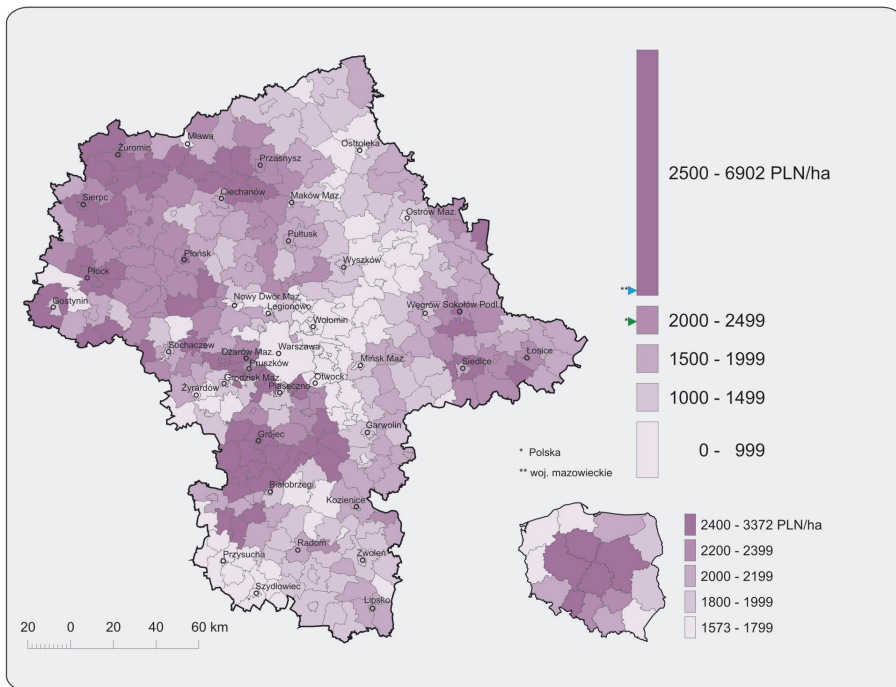 Mława
Żuromin
Ostrołęka
Przasnysz
Ciechanów
Sierpc
Maków Maz.
Ostrów Maz.
Pułtusk
Płońsk
Wyszków
Płock
Nowy Dwór Maz.
Gostynin
Legionowo
Węgrów Sokołów Podl.
Wołomin
Sochaczew
Warszawa
Ożarów Maz.
Łosice
Pruszków
Mińsk Maz.
Siedlce
Grodzisk Maz.
Otwock
Żyrardów
Piaseczno
Garwolin
Grójec
Białobrzegi
Kozienice
Radom
Przysucha
Zwoleń
Szydłowiec
Lipsko
20 0 20 40 60 km
2500 - 6902 PLN/ha
**
*
2000 - 2499
1500 - 1999
1000 - 1499
0 - 999
* Polska
** woj. mazowieckie
2400 - 3372 PLN/ha
2200 - 2399
2000 - 2199
1800 - 1999
1573 - 1799